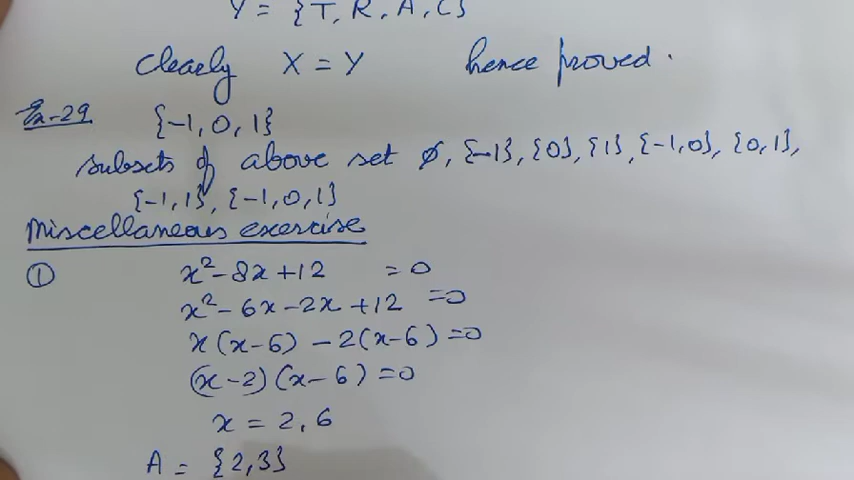 Y = {T, R, A, C}
Clearly X = Y hence proved.
Ex-29 {-1, 0, 1}
subsets of above set ϕ, {-1}, {0}, {1}, {-1,0}, {0,1},
{-1,1}, {-1,0,1}
Miscellaneous exercise
① x² - 8x + 12 = 0
x² - 6x - 2x + 12 = 0
x(x-6) - 2(x-6) = 0
(x-2)(x-6) = 0
x = 2, 6
A = {2,3}